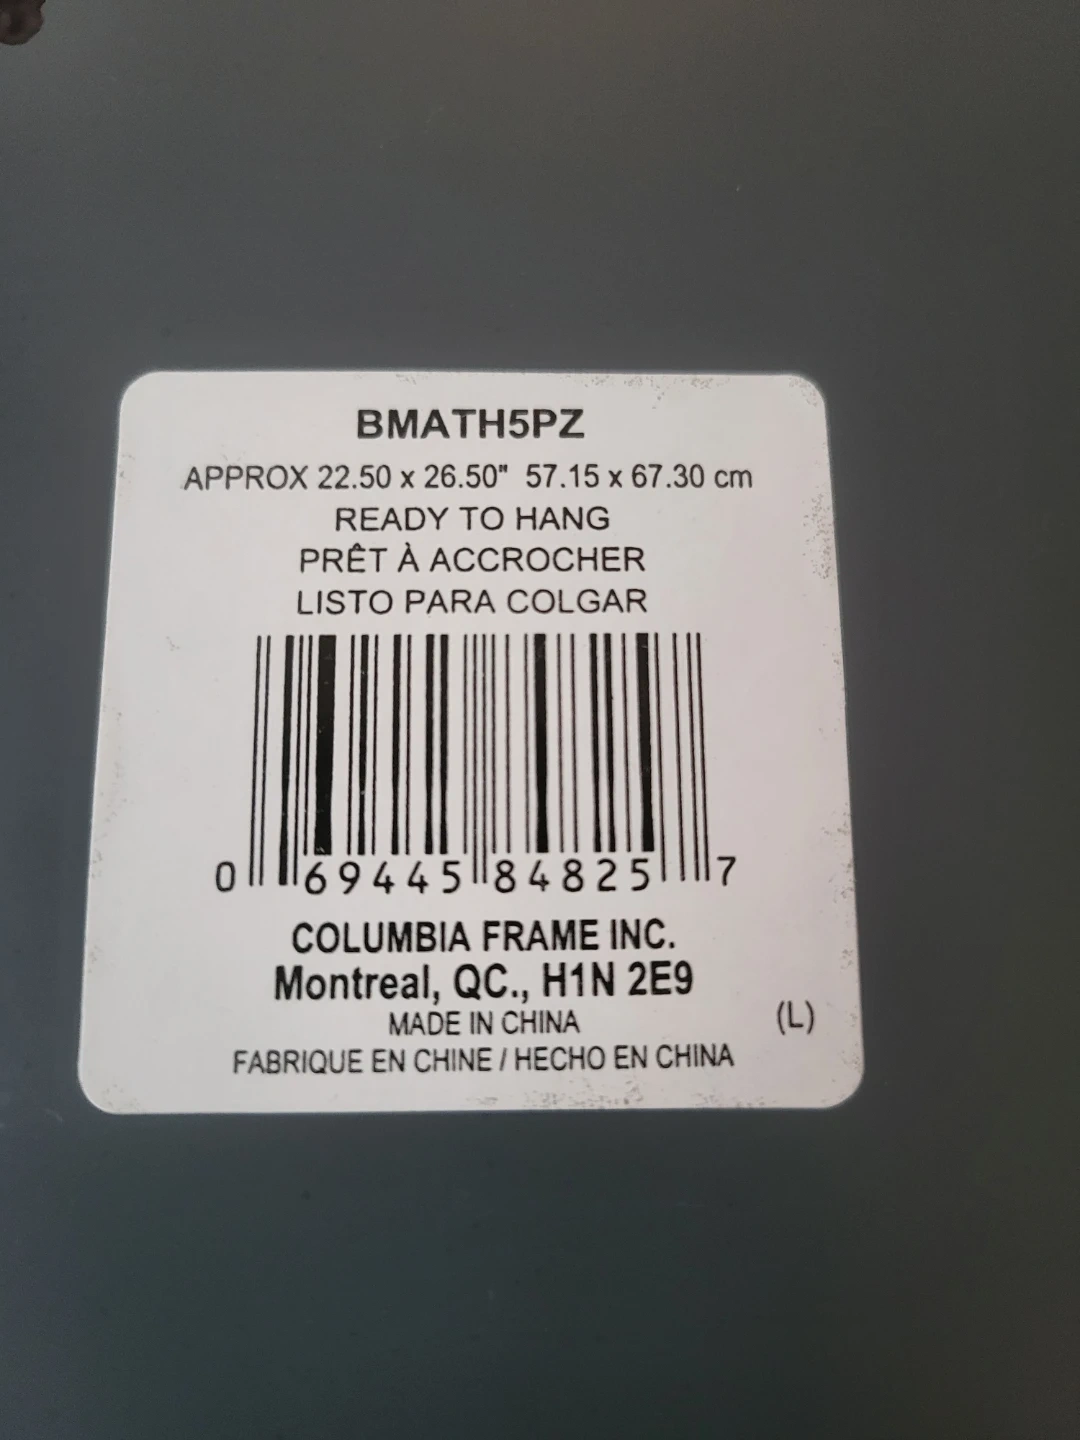 BMATH5PZ
APPROX 22.50 x 26.50" 57.15 x 67.30 cm
READY TO HANG
PRÊT À ACCROCHER
LISTO PARA COLGAR
0 69445 84825 7
COLUMBIA FRAME INC.
Montreal, QC., H1N 2E9
MADE IN CHINA
(L)
FABRIQUE EN CHINE / HECHO EN CHINA